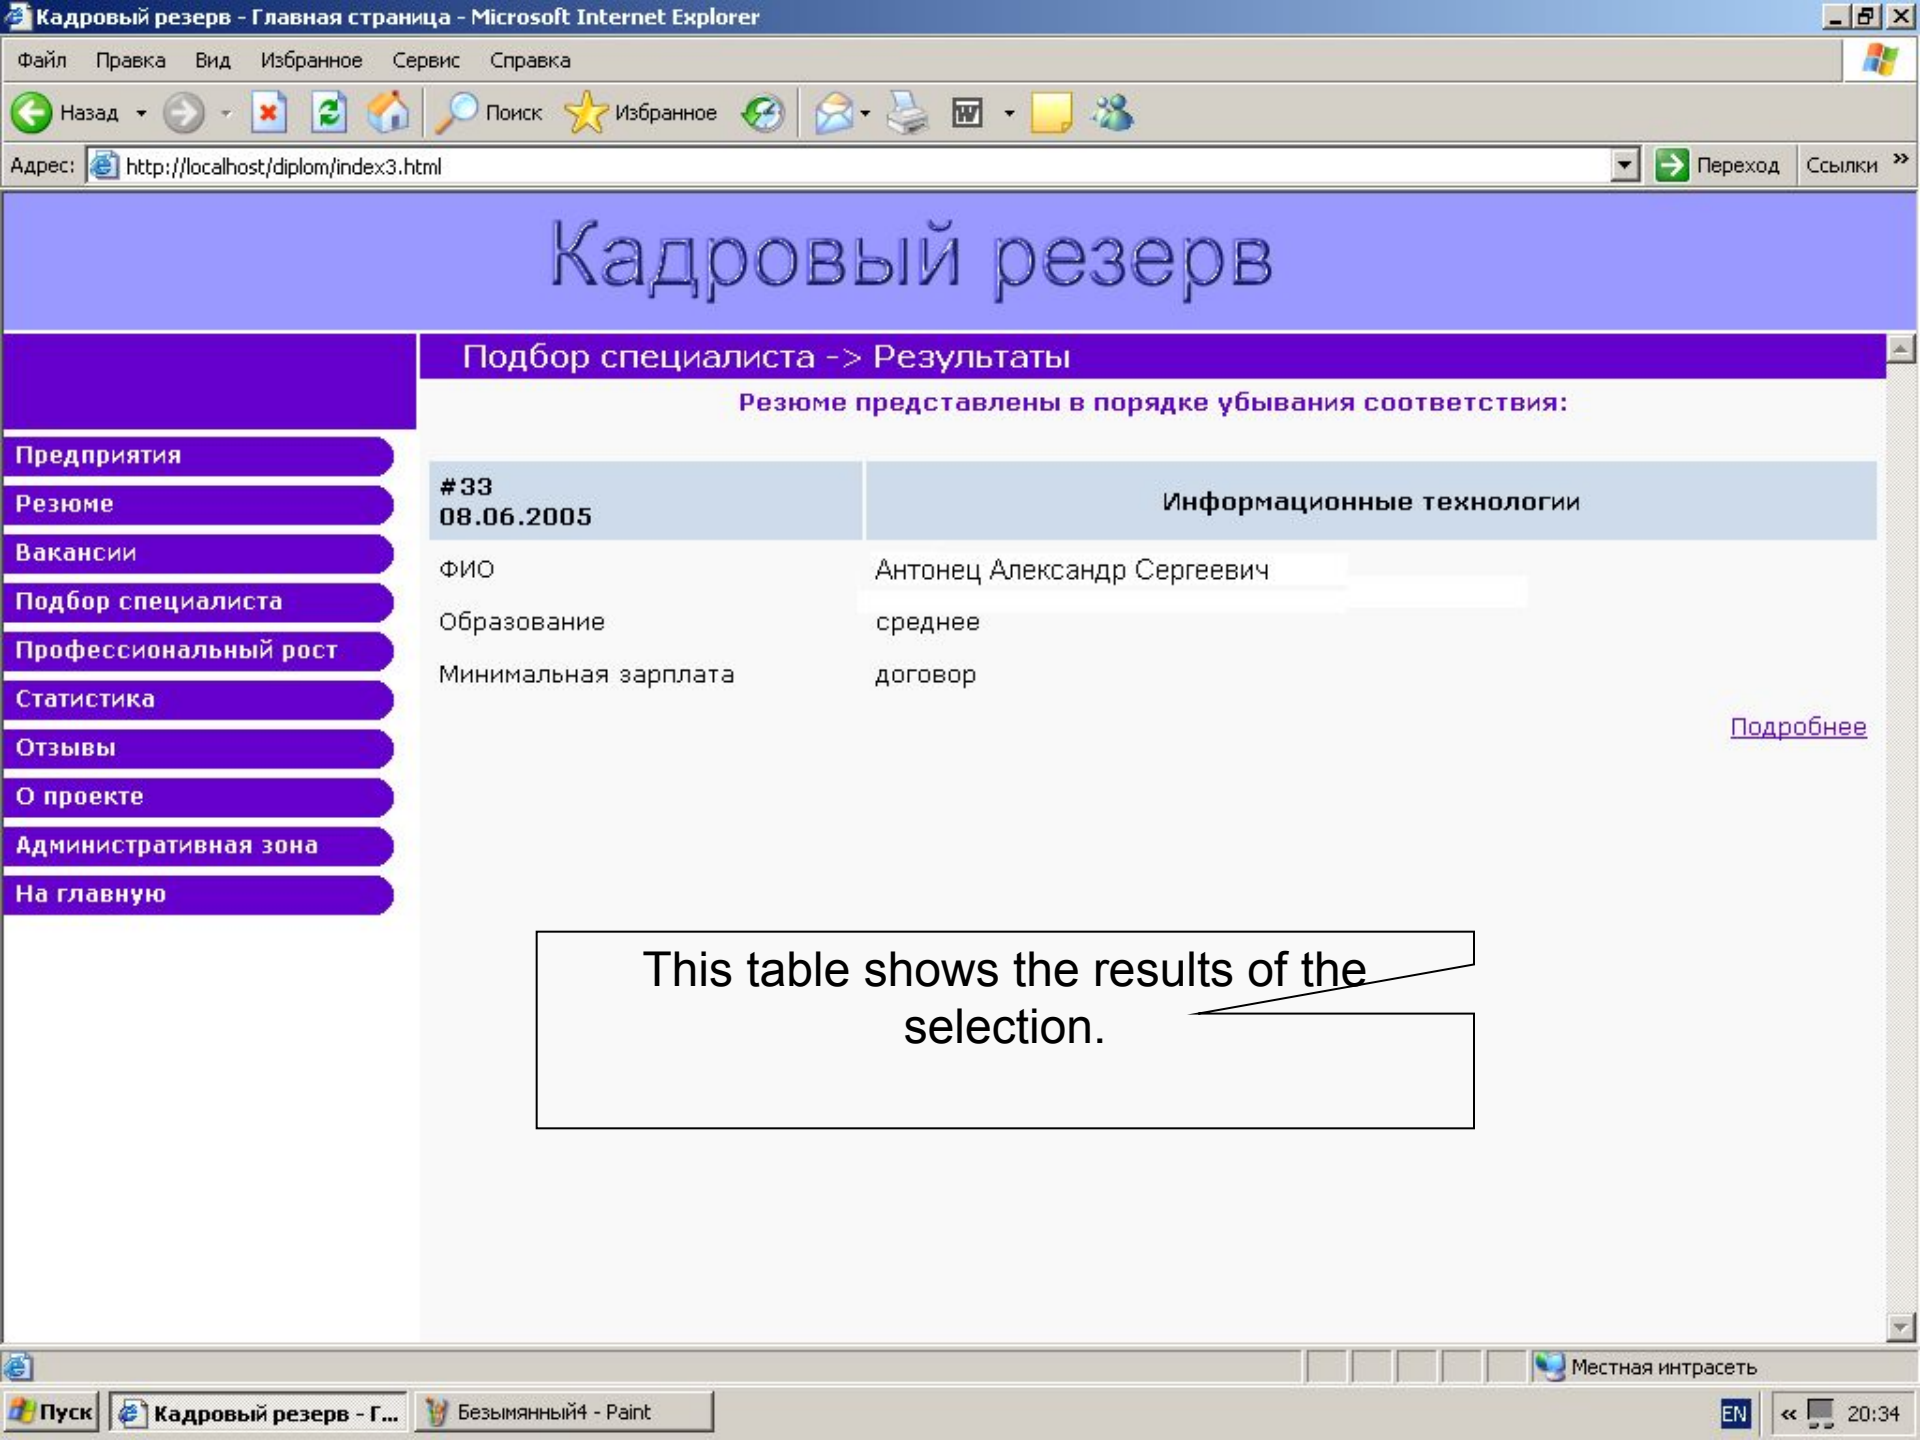 Кадровый резерв - Главная страница - Microsoft Internet Explorer
Файл Правка Вид Избранное Сервис Справка
Назад Поиск Избранное
Адрес: http://localhost/diplom/index3.html Переход Ссылки »
Кадровый резерв
Подбор специалиста -> Результаты
Резюме представлены в порядке убывания соответствия:
Предприятия
Резюме
Вакансии
Подбор специалиста
Профессиональный рост
Статистика
Отзывы
О проекте
Административная зона
На главную
#33
08.06.2005
Информационные технологии
ФИО Антонец Александр Сергеевич
Образование среднее
Минимальная зарплата договор
Подробнее
This table shows the results of the
selection.
Местная интрасеть
Пуск Кадровый резерв - Г... Безымянный4 - Paint EN « 20:34